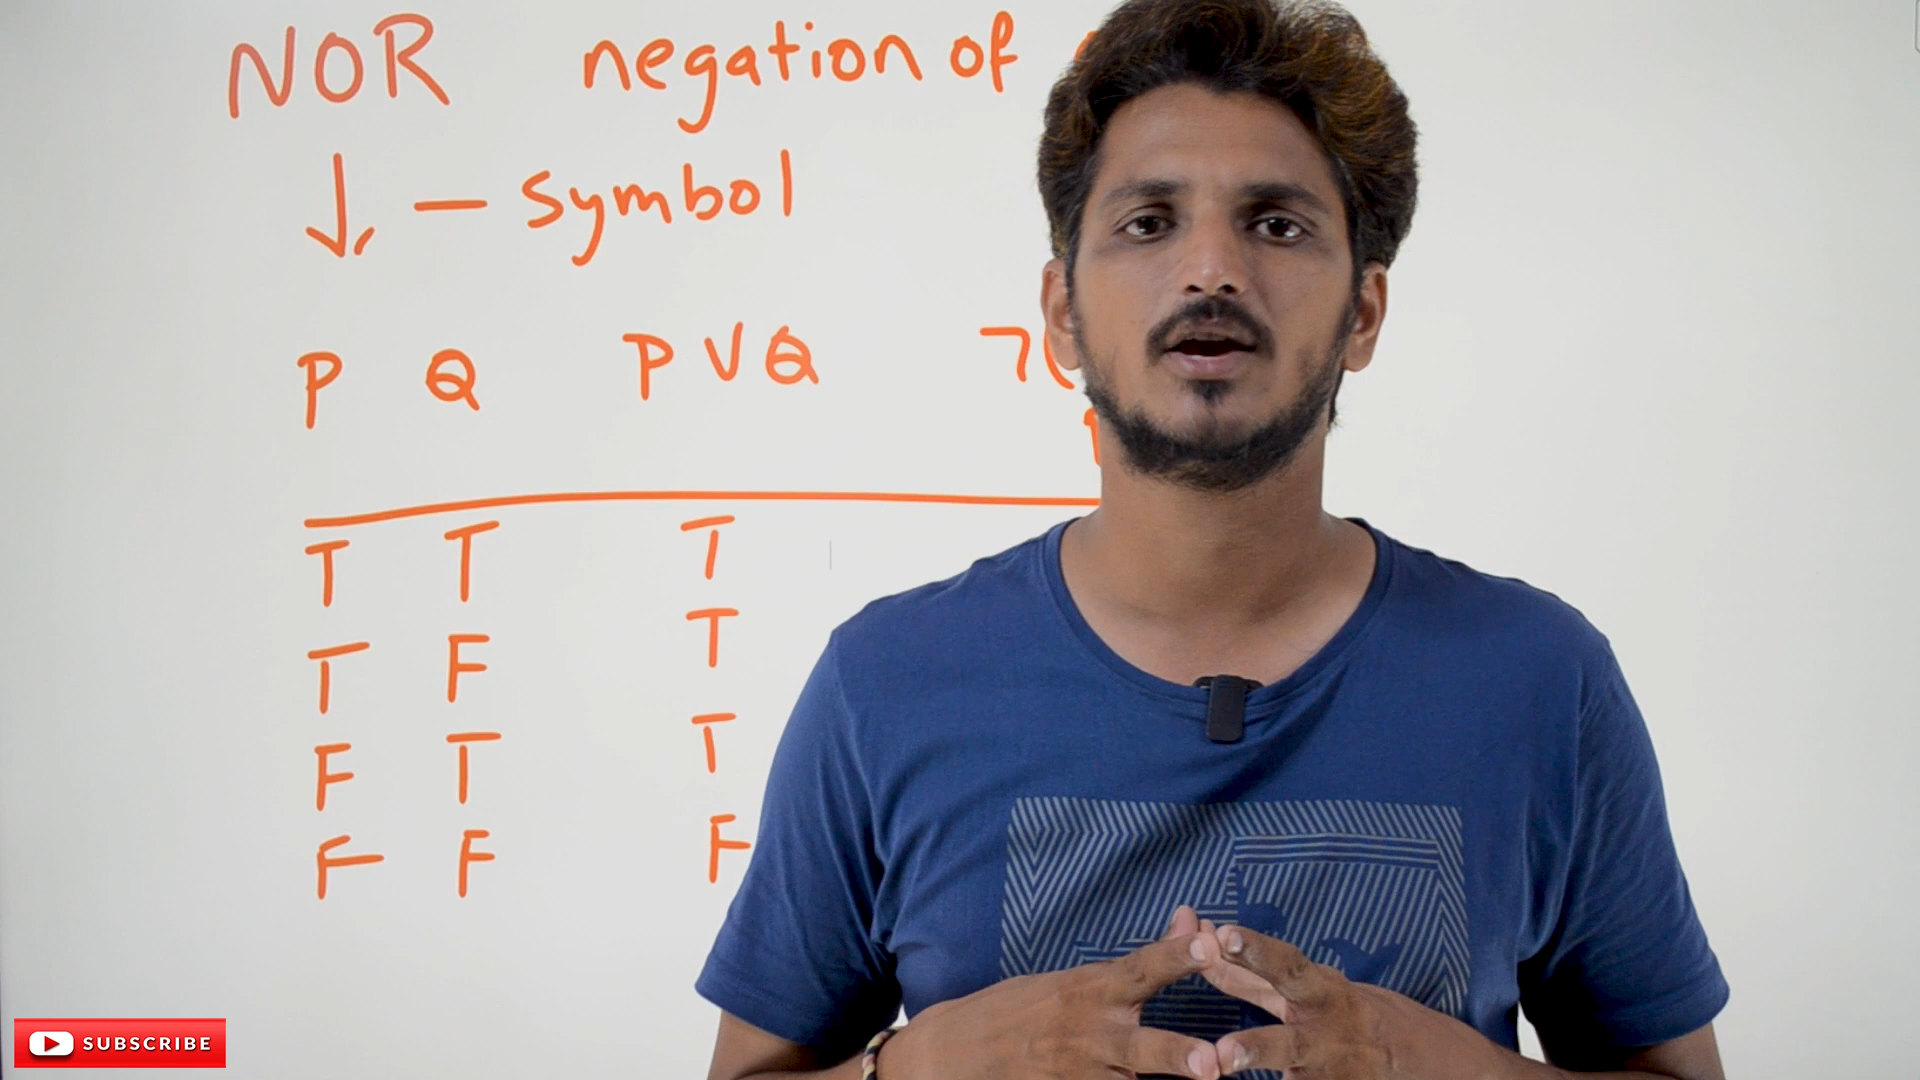 NOR negation of
↓ — Symbol
P Q P V Q ¬(
T T T
T F T
F T T
F F F
SUBSCRIBE